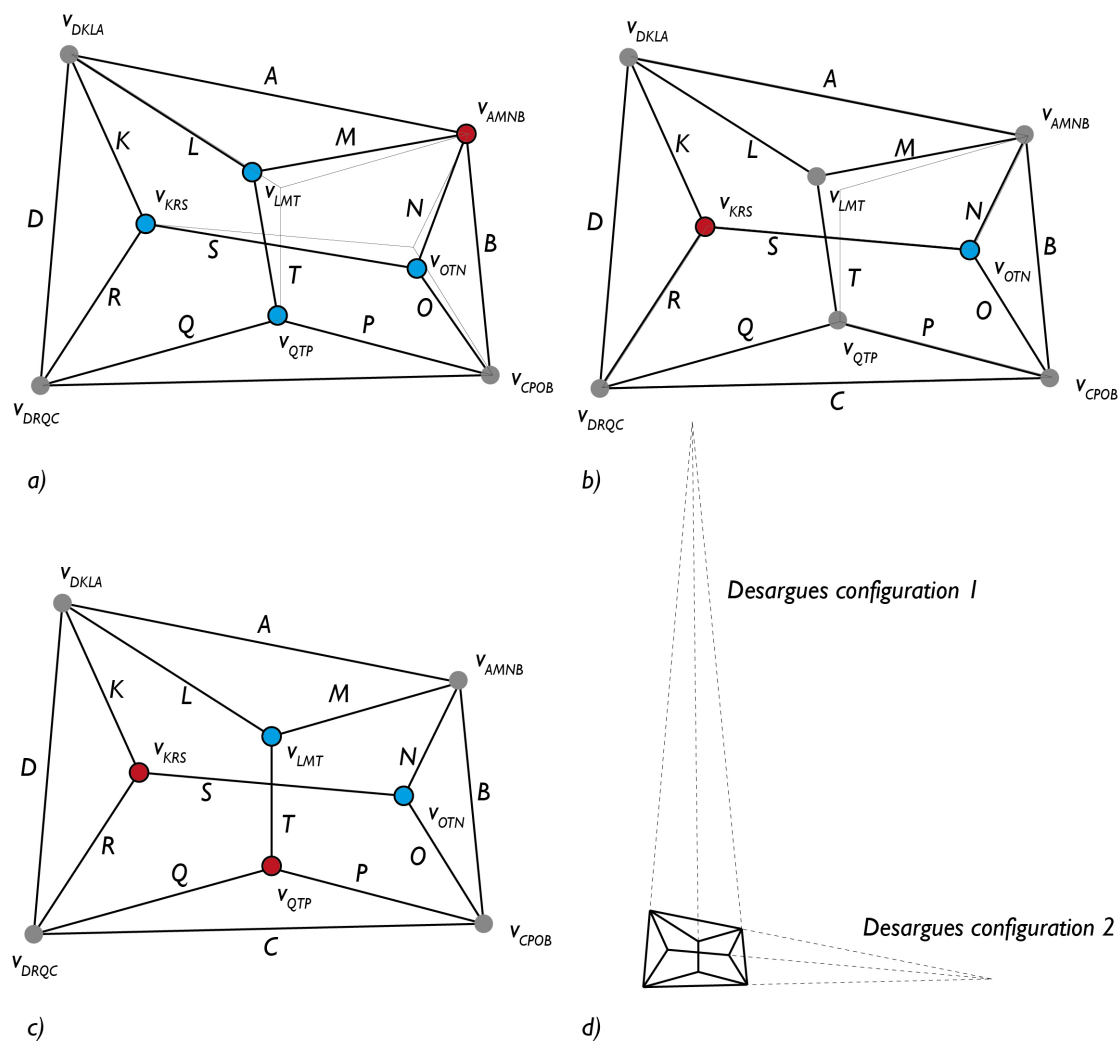 v_DKLA
A
v_AMNB
M
K
L
v_LMT
v_KRS
N
D
S
B
v_OTN
T
R
O
Q
P
v_QTP
v_CPOB
v_DRQC
a)
v_DKLA
A
v_AMNB
K
L
M
v_LMT
v_KRS
N
D
S
B
v_OTN
T
R
O
Q
P
v_QTP
v_CPOB
C
v_DRQC
b)
v_DKLA
A
v_AMNB
K
L
M
v_KRS
v_LMT
N
D
S
B
v_OTN
T
R
O
Q
P
v_QTP
v_CPOB
C
v_DRQC
c)
Desargues configuration 1
Desargues configuration 2
d)